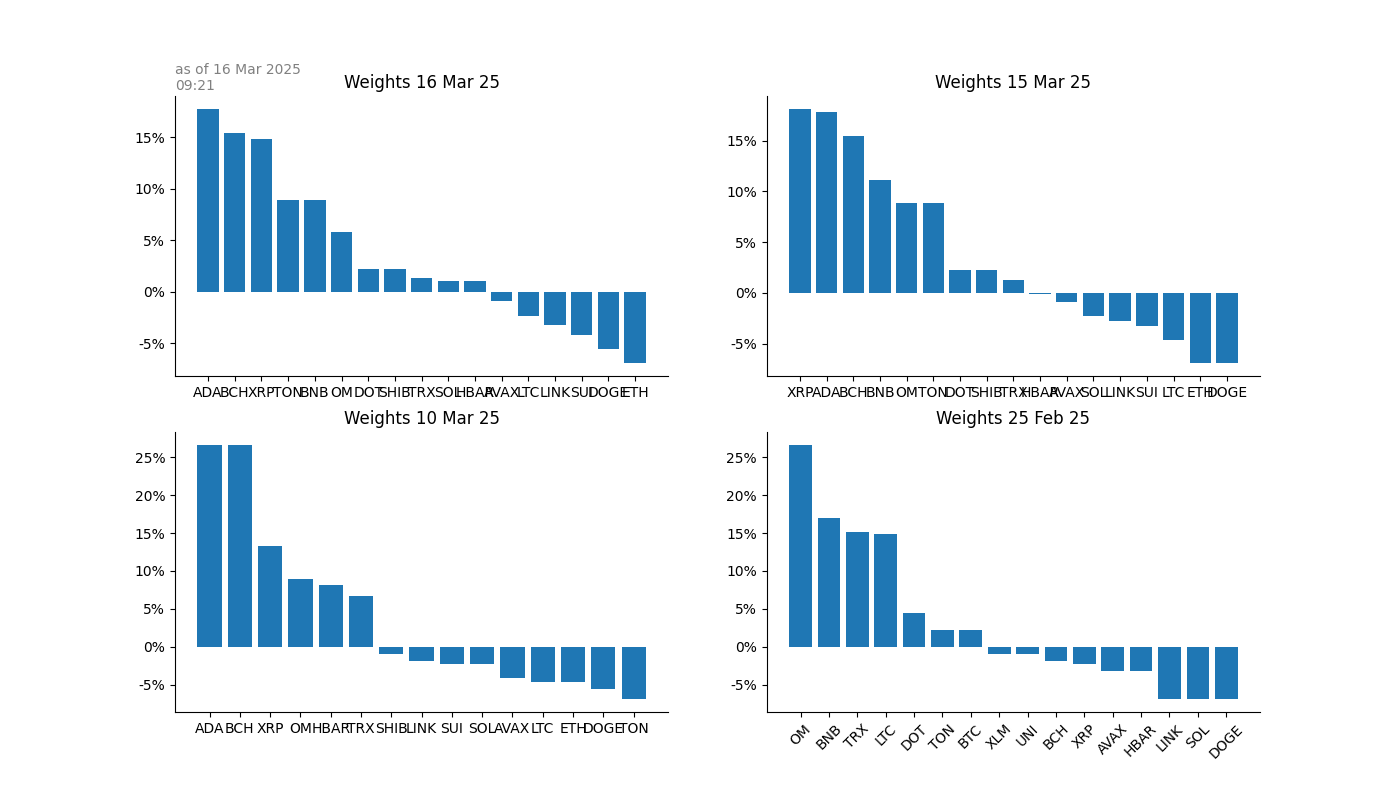 as of 16 Mar 2025
09:21
Weights 16 Mar 25
15%
10%
5%
0%
-5%
ADA BCH XRP TON BNB OM DOT SHIB TRX SOL HBAR AVAX LTC LINK SUI DOGE ETH
Weights 15 Mar 25
15%
10%
5%
0%
-5%
XRP ADA BCH BNB OM TON DOT SHIB TRX HBAR AVAX SOL LINK SUI LTC ETH DOGE
Weights 10 Mar 25
25%
20%
15%
10%
5%
0%
-5%
ADA BCH XRP OM HBAR TRX SHIB LINK SUI SOL AVAX LTC ETH DOGE TON
Weights 25 Feb 25
25%
20%
15%
10%
5%
0%
-5%
OM BNB TRX LTC DOT TON BTC XLM UNI BCH XRP AVAX HBAR LINK SOL DOGE